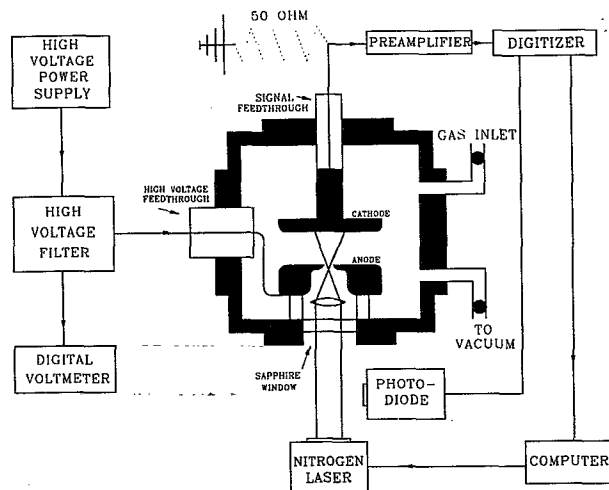 50 OHM
HIGH
VOLTAGE
POWER
SUPPLY
PREAMPLIFIER
DIGITIZER
SIGNAL
FEEDTHROUGH
GAS INLET
HIGH VOLTAGE
FEEDTHROUGH
CATHODE
HIGH
VOLTAGE
FILTER
ANODE
TO
VACUUM
DIGITAL
VOLTMETER
SAPPHIRE
WINDOW
PHOTO-
DIODE
NITROGEN
LASER
COMPUTER